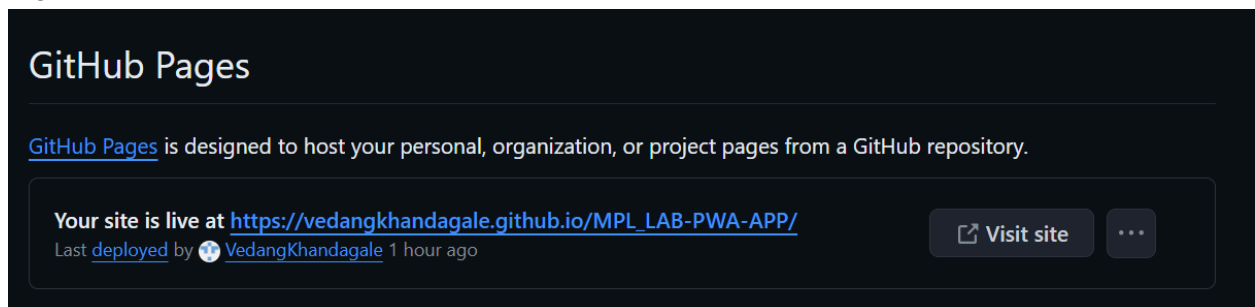 GitHub Pages
GitHub Pages is designed to host your personal, organization, or project pages from a GitHub repository.
Your site is live at https://vedangkhandagale.github.io/MPL_LAB-PWA-APP/
Visit site
Last deployed by VedangKhandagale 1 hour ago